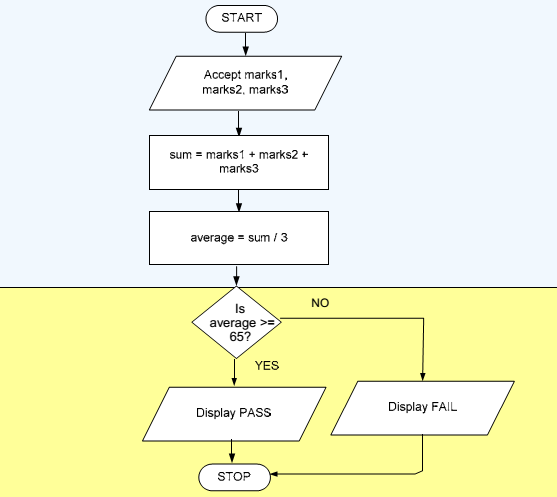 START
Accept marks1,
marks2, marks3
sum = marks1 + marks2 +
marks3
average = sum / 3
Is
average >=
65?
NO
YES
Display PASS
Display FAIL
STOP